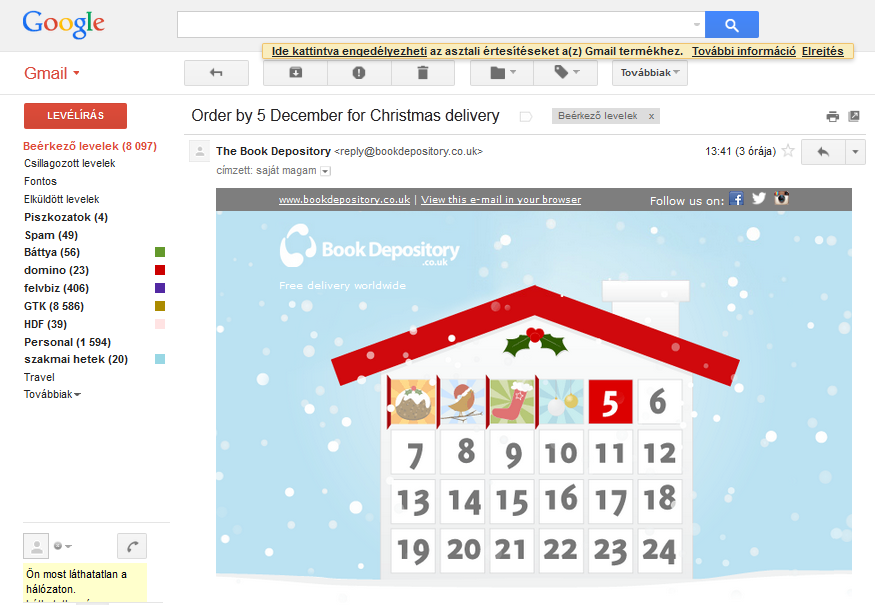 Google
Ide kattintva engedélyezheti az asztali értesítéseket a(z) Gmail termékhez. További információ Elrejtés
Gmail
Továbbiak
LEVÉLÍRÁS
Order by 5 December for Christmas delivery
Beérkező levelek x
Beérkező levelek (8 097)
Csillagozott levelek
Fontos
Elküldött levelek
Piszkozatok (4)
Spam (49)
Báttya (56)
domino (23)
felvbiz (406)
GTK (8 586)
HDF (39)
Personal (1 594)
szakmai hetek (20)
Travel
Továbbiak
The Book Depository <reply@bookdepository.co.uk>
13:41 (3 órája)
címzett: saját magam
www.bookdepository.co.uk | View this e-mail in your browser
Follow us on:
Book Depository
.co.uk
Free delivery worldwide
5 6
7 8 9 10 11 12
13 14 15 16 17 18
19 20 21 22 23 24
Ön most láthatatlan a
hálózaton.